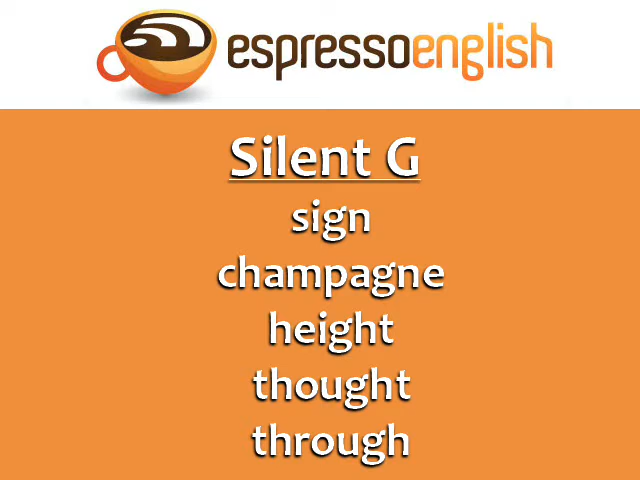 espressoenglish
Silent G
sign
champagne
height
thought
through